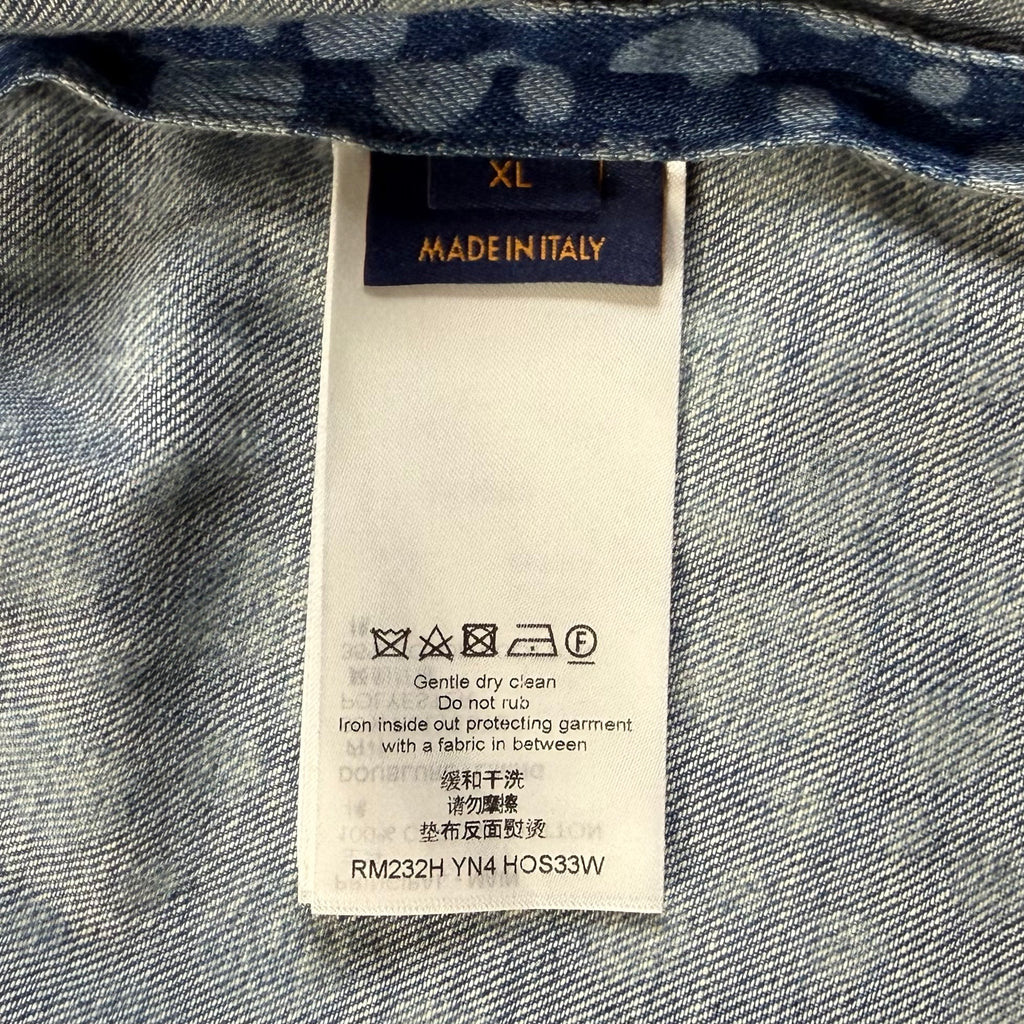 XL
MADE IN ITALY
F
Gentle dry clean
Do not rub
Iron inside out protecting garment
with a fabric in between
缓和干洗
请勿摩擦
垫布反面熨烫
RM232H YN4 HOS33W